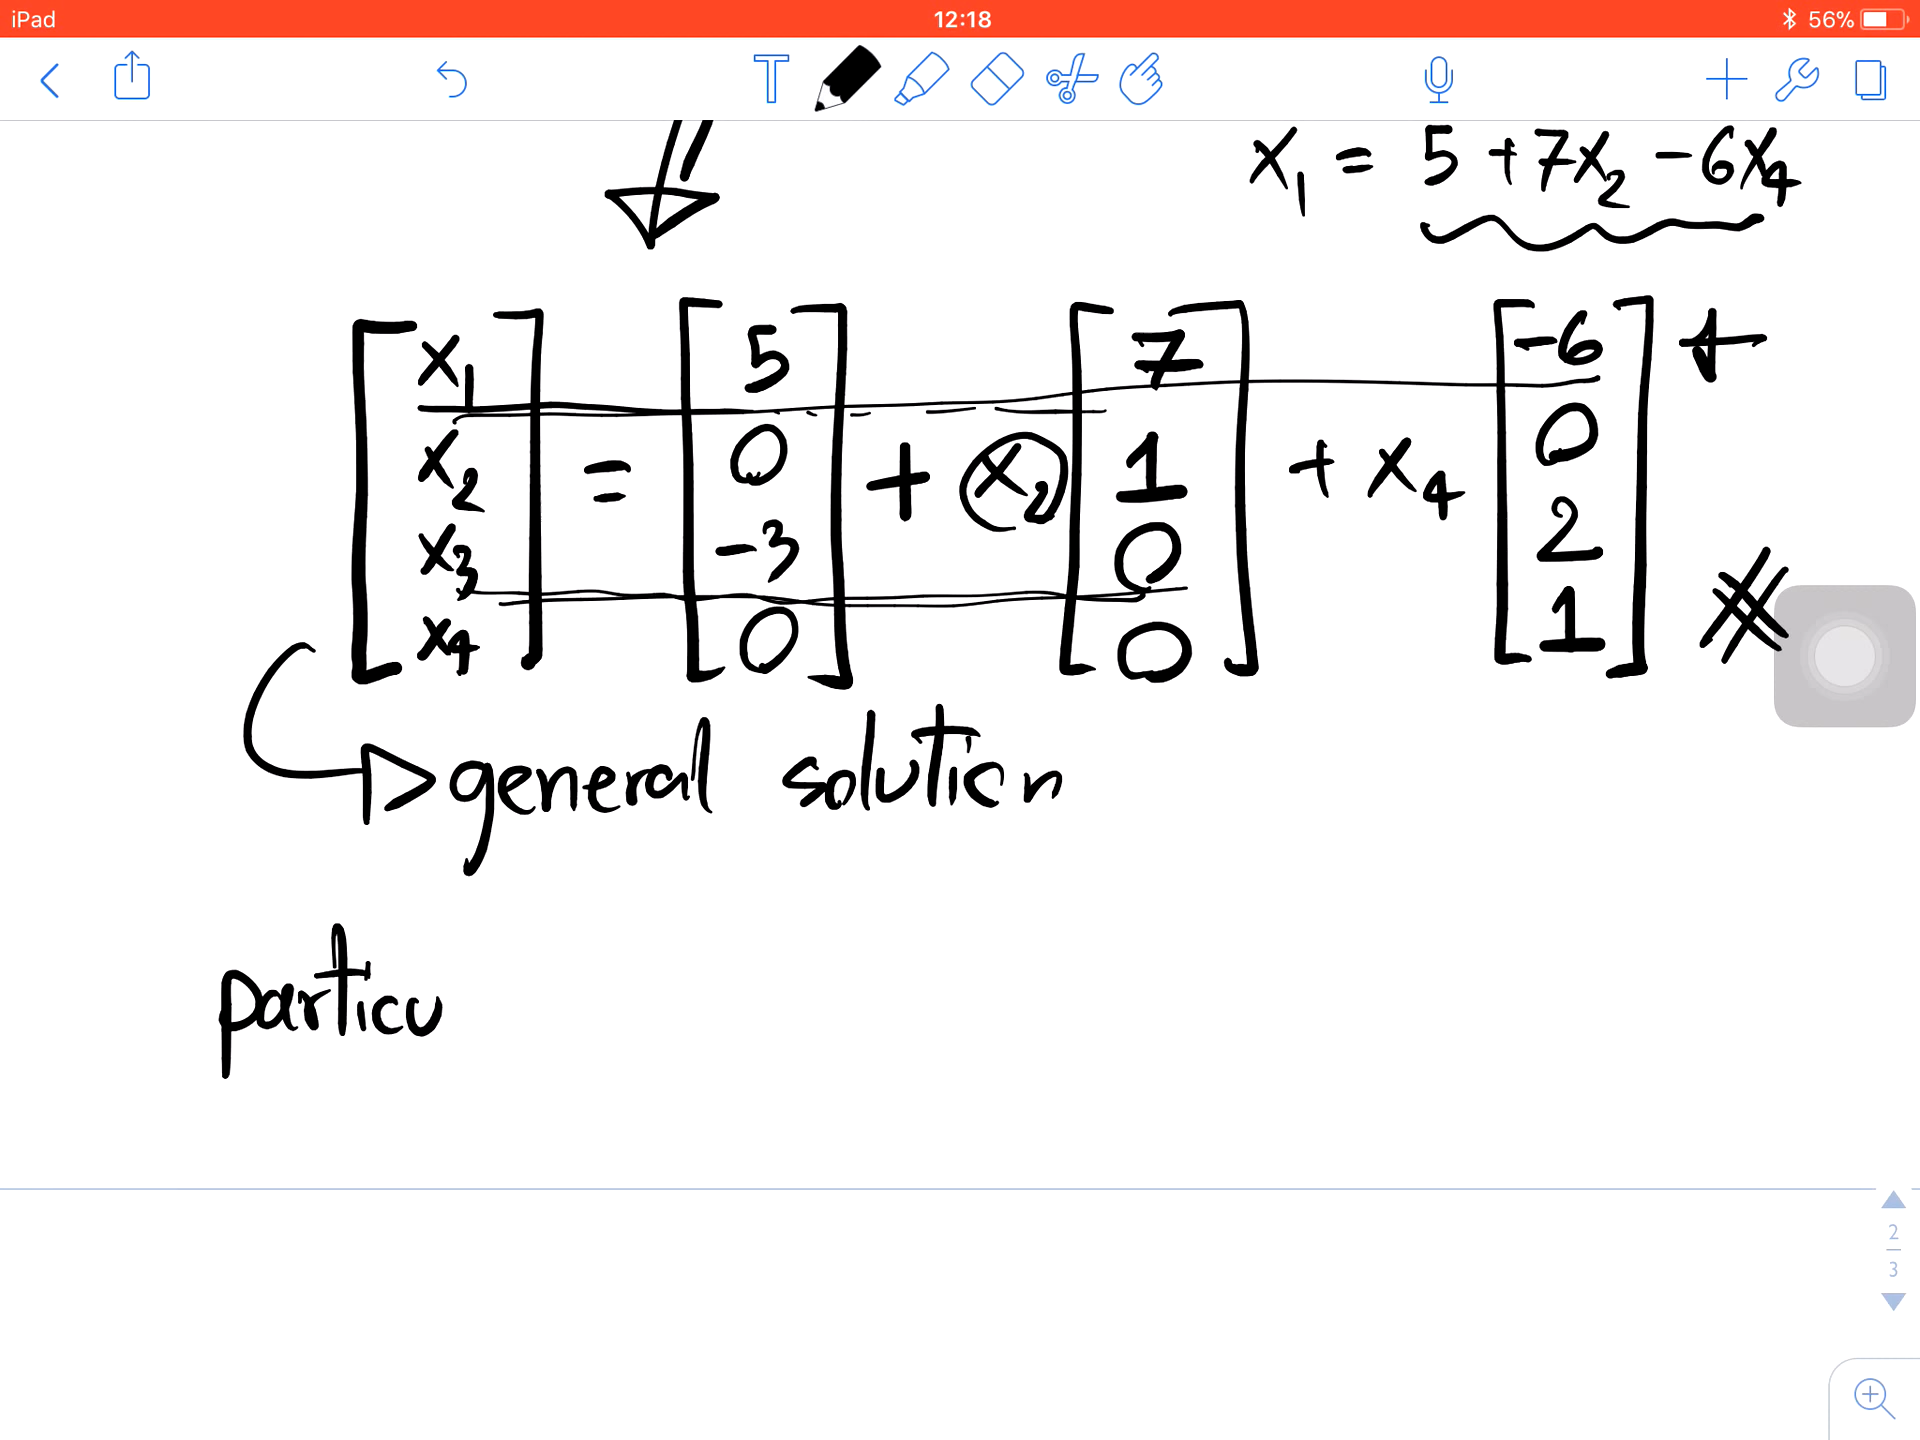 iPad 12:18 56%
T
x₁ = 5 + 7x₂ − 6x₄
[x₁ x₂ x₃ x₄] = [5 0 -3 0] + x₂ [7 1 0 0] + x₄ [-6 0 2 1] +
general solution
particu
2
3